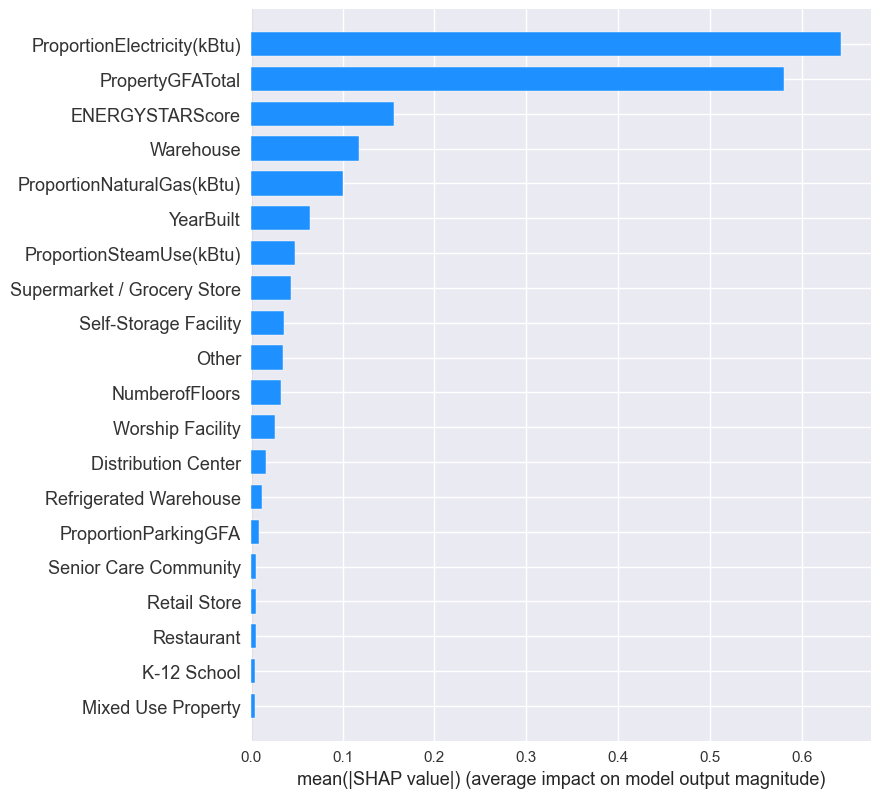 ProportionElectricity(kBtu)
PropertyGFATotal
ENERGYSTARScore
Warehouse
ProportionNaturalGas(kBtu)
YearBuilt
ProportionSteamUse(kBtu)
Supermarket / Grocery Store
Self-Storage Facility
Other
NumberofFloors
Worship Facility
Distribution Center
Refrigerated Warehouse
ProportionParkingGFA
Senior Care Community
Retail Store
Restaurant
K-12 School
Mixed Use Property
0.0 0.1 0.2 0.3 0.4 0.5 0.6
mean(|SHAP value|) (average impact on model output magnitude)